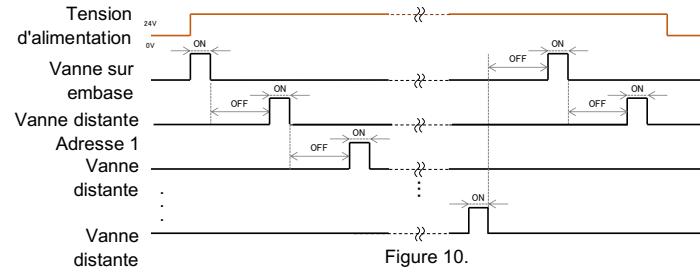 Tension
d'alimentation
24V
0V
ON
ON
Vanne sur
embase
OFF
OFF
ON
ON
Vanne distante
OFF
ON
Adresse 1
Vanne
distante
ON
Vanne
distante
Figure 10.